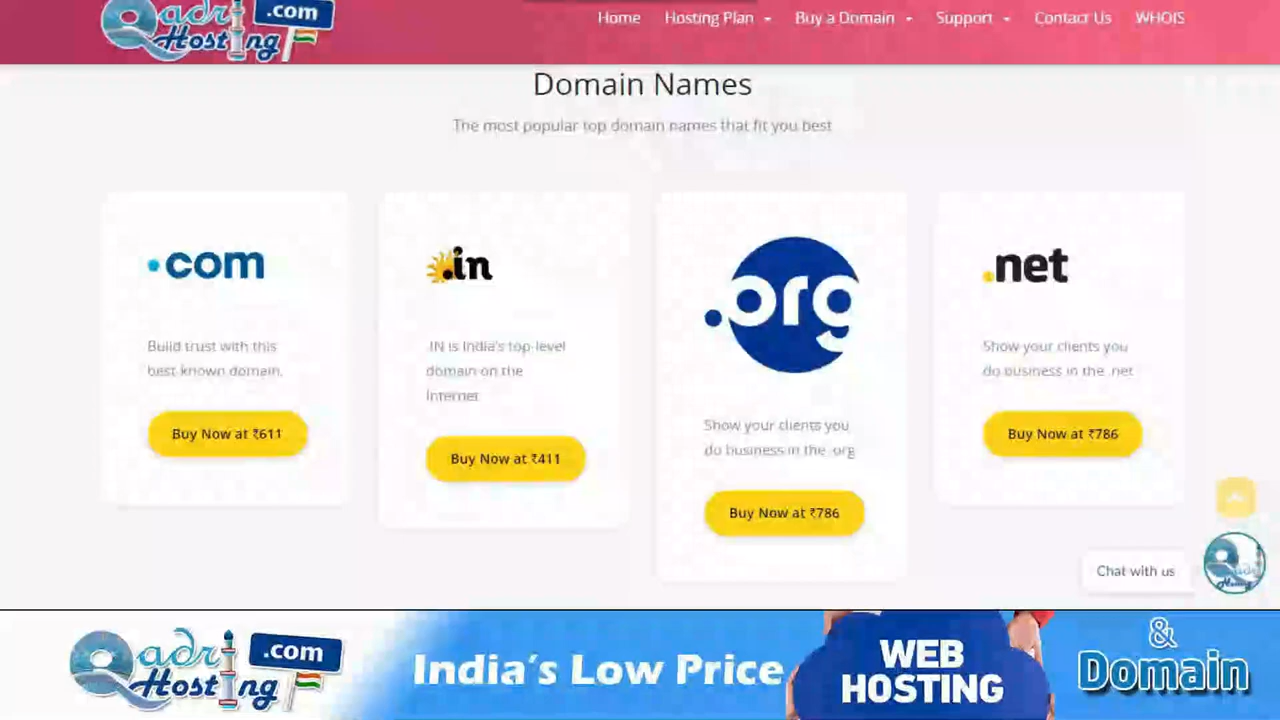 Qadri .com
Hosting
Home Hosting Plan Buy a Domain Support Contact Us WHOIS
Domain Names
The most popular top domain names that fit you best
.com
Build trust with this
best-known domain.
Buy Now at ₹611
.in
.IN is India's top-level
domain on the
Internet
Buy Now at ₹411
.org
Show your clients you
do business in the .org
Buy Now at ₹786
.net
Show your clients you
do business in the .net
Buy Now at ₹786
Chat with us
Qadri
Hosting
Qadri .com
Hosting
India's Low Price
WEB
HOSTING
&
Domain